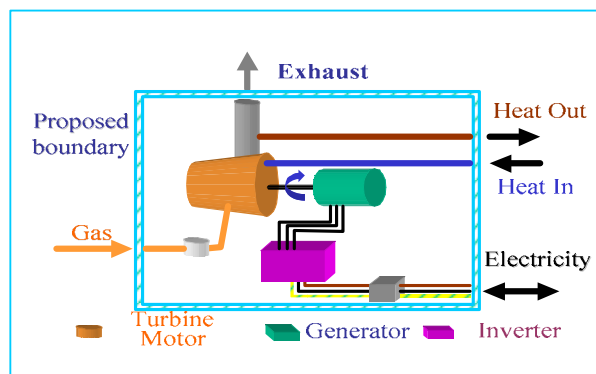 Exhaust
Proposed
boundary
Heat Out
Heat In
Gas
Electricity
Turbine
Motor
Generator
Inverter